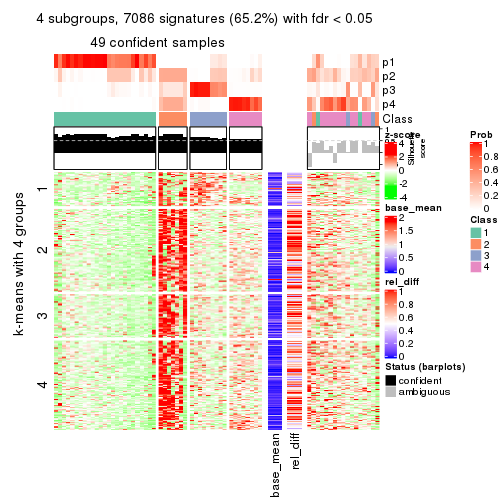 4 subgroups, 7086 signatures (65.2%) with fdr < 0.05
49 confident samples
p1
p2
p3
p4
Class
1
Silhouette
score
k-means with 4 groups
1
2
3
4
base_mean
rel_diff
z-score
4
2
0
-2
-4
base_mean
2
1.5
1
0.5
0
rel_diff
1
0.8
0.6
0.4
0.2
0
Status (barplots)
confident
ambiguous
Prob
1
0.8
0.6
0.4
0.2
0
Class
1
2
3
4